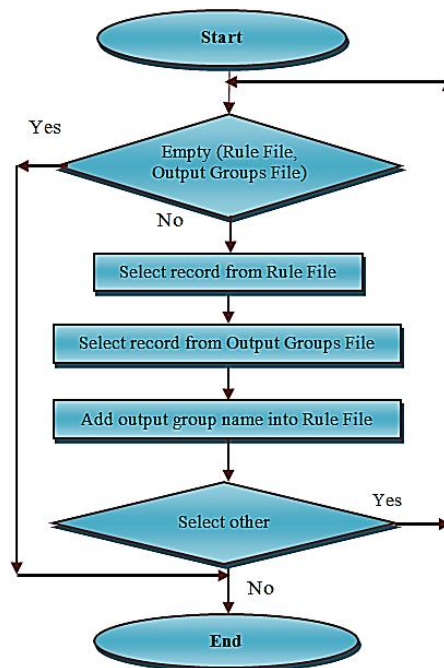 Start
Yes
Empty (Rule File,
Output Groups File)
No
Select record from Rule File
Select record from Output Groups File
Add output group name into Rule File
Yes
Select other
No
End